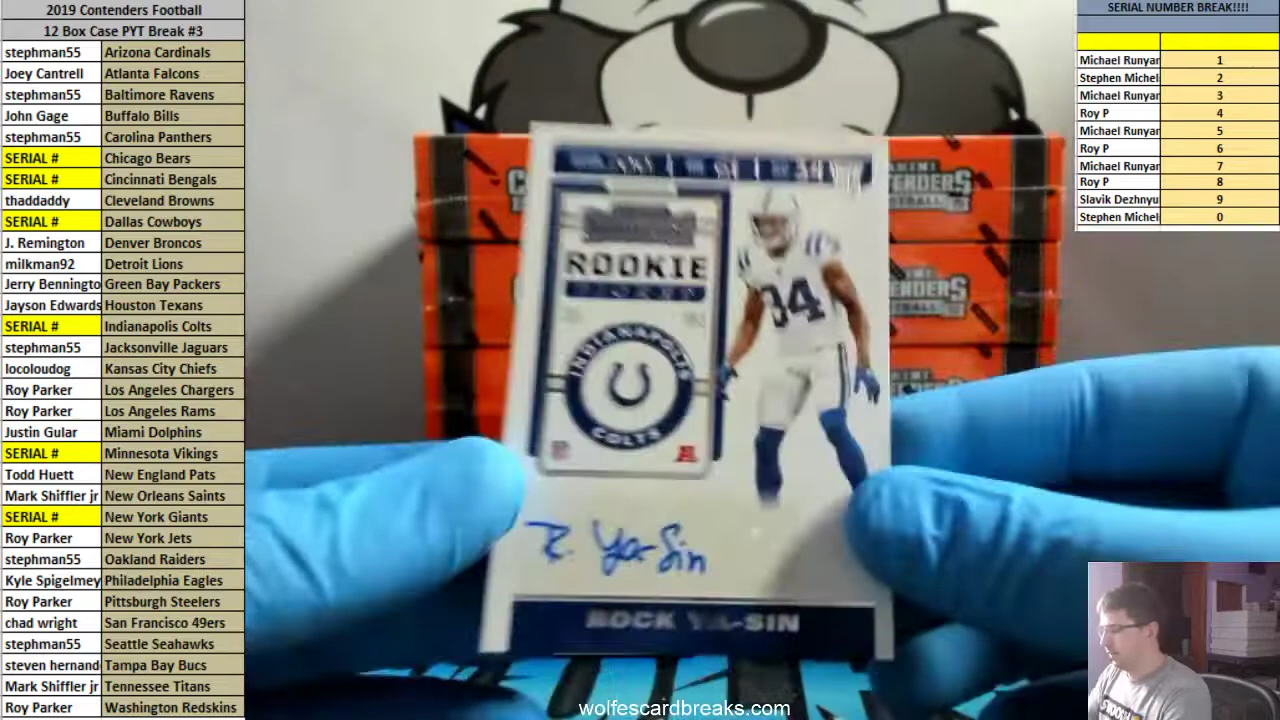 2019 Contenders Football
12 Box Case PYT Break #3
stephman55 Arizona Cardinals
Joey Cantrell Atlanta Falcons
stephman55 Baltimore Ravens
John Gage Buffalo Bills
stephman55 Carolina Panthers
SERIAL # Chicago Bears
SERIAL # Cincinnati Bengals
thaddaddy Cleveland Browns
SERIAL # Dallas Cowboys
J. Remington Denver Broncos
milkman92 Detroit Lions
Jerry Benningto Green Bay Packers
Jayson Edwards Houston Texans
SERIAL # Indianapolis Colts
stephman55 Jacksonville Jaguars
locoloudog Kansas City Chiefs
Roy Parker Los Angeles Chargers
Roy Parker Los Angeles Rams
Justin Gular Miami Dolphins
SERIAL # Minnesota Vikings
Todd Huett New England Pats
Mark Shiffler jr New Orleans Saints
SERIAL # New York Giants
Roy Parker New York Jets
stephman55 Oakland Raiders
Kyle Spigelmey Philadelphia Eagles
Roy Parker Pittsburgh Steelers
chad wright San Francisco 49ers
stephman55 Seattle Seahawks
steven hernand Tampa Bay Bucs
Mark Shiffler jr Tennessee Titans
Roy Parker Washington Redskins
ROOKIE
INDIANAPOLIS
COLTS
34
R. Ya-Sin
ROCK YA-SIN
wolfescardbreaks.com
SERIAL NUMBER BREAK!!!!
Michael Runyan 1
Stephen Michel 2
Michael Runyan 3
Roy P 4
Michael Runyan 5
Roy P 6
Michael Runyan 7
Roy P 8
Slavik Dezhnyu 9
Stephen Michel 0